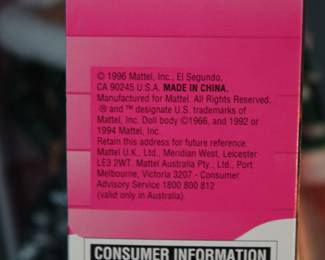 © 1996 Mattel, Inc., El Segundo,
CA 90245 U.S.A. MADE IN CHINA.
Manufactured for Mattel. All Rights Reserved.
® and ™ designate U.S. trademarks of
Mattel, Inc. Doll body ©1966, and 1992 or
1994 Mattel, Inc.
Retain this address for future reference.
Mattel U.K., Ltd., Meridian West, Leicester
LE3 2WT. Mattel Australia Pty., Ltd., Port
Melbourne, Victoria 3207 - Consumer
Advisory Service 1800 800 812
(valid only in Australia).
CONSUMER INFORMATION